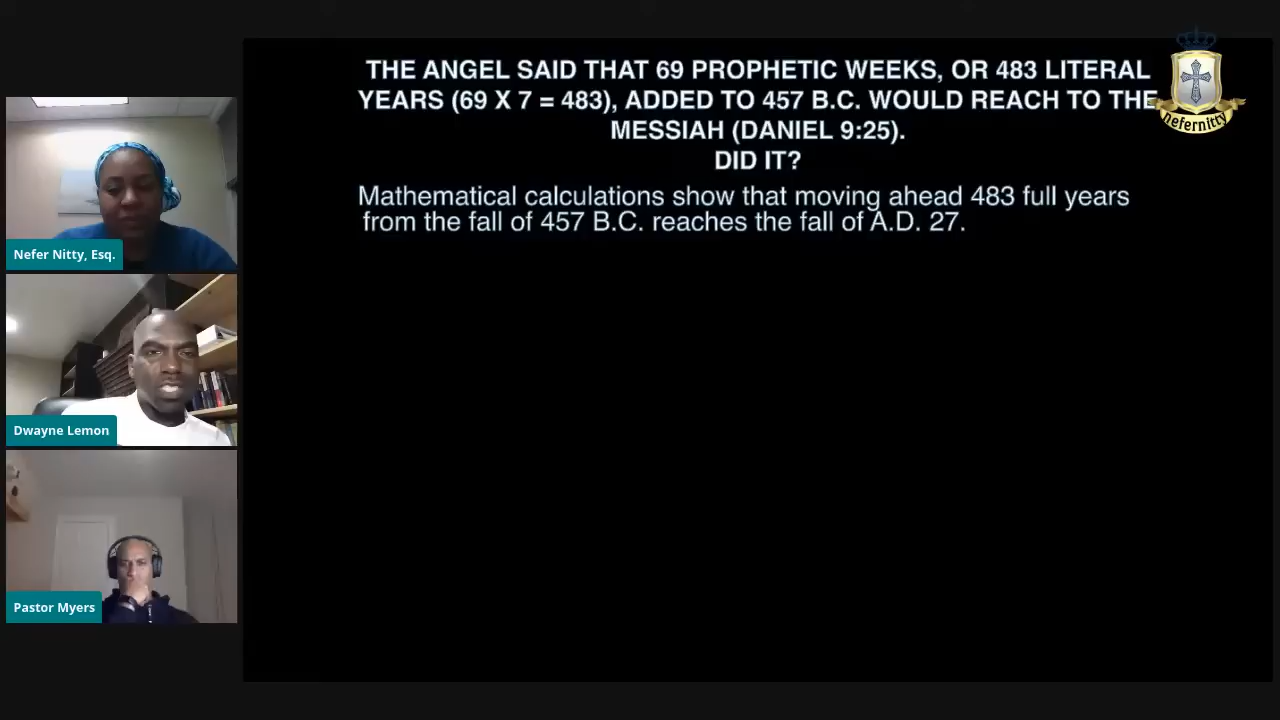 THE ANGEL SAID THAT 69 PROPHETIC WEEKS, OR 483 LITERAL
YEARS (69 X 7 = 483), ADDED TO 457 B.C. WOULD REACH TO THE
MESSIAH (DANIEL 9:25).
DID IT?
Mathematical calculations show that moving ahead 483 full years
from the fall of 457 B.C. reaches the fall of A.D. 27.
nefernitty
Nefer Nitty, Esq.
Dwayne Lemon
Pastor Myers